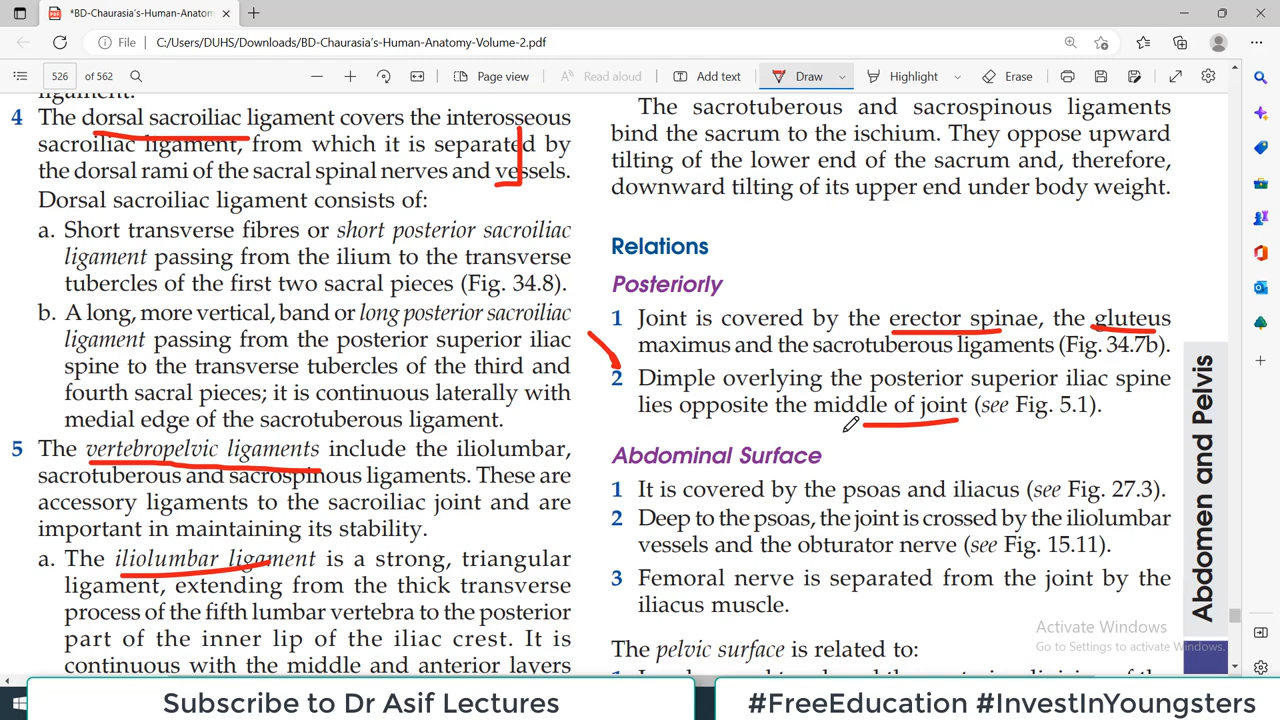 *BD-Chaurasia's-Human-Anatom
File
C:/Users/DUHS/Downloads/BD-Chaurasia's-Human-Anatomy-Volume-2.pdf
526 of 562
Page view
Read aloud
Add text
Draw
Highlight
Erase
ligament.
4 The dorsal sacroiliac ligament covers the interosseous
sacroiliac ligament, from which it is separated by
the dorsal rami of the sacral spinal nerves and vessels.
Dorsal sacroiliac ligament consists of:
a. Short transverse fibres or short posterior sacroiliac
ligament passing from the ilium to the transverse
tubercles of the first two sacral pieces (Fig. 34.8).
b. A long, more vertical, band or long posterior sacroiliac
ligament passing from the posterior superior iliac
spine to the transverse tubercles of the third and
fourth sacral pieces; it is continuous laterally with
medial edge of the sacrotuberous ligament.
5 The vertebropelvic ligaments include the iliolumbar,
sacrotuberous and sacrospinous ligaments. These are
accessory ligaments to the sacroiliac joint and are
important in maintaining its stability.
a. The iliolumbar ligament is a strong, triangular
ligament, extending from the thick transverse
process of the fifth lumbar vertebra to the posterior
part of the inner lip of the iliac crest. It is
continuous with the middle and anterior layers
The sacrotuberous and sacrospinous ligaments
bind the sacrum to the ischium. They oppose upward
tilting of the lower end of the sacrum and, therefore,
downward tilting of its upper end under body weight.
Relations
Posteriorly
1 Joint is covered by the erector spinae, the gluteus
maximus and the sacrotuberous ligaments (Fig. 34.7b).
2 Dimple overlying the posterior superior iliac spine
lies opposite the middle of joint (see Fig. 5.1).
Abdominal Surface
1 It is covered by the psoas and iliacus (see Fig. 27.3).
2 Deep to the psoas, the joint is crossed by the iliolumbar
vessels and the obturator nerve (see Fig. 15.11).
3 Femoral nerve is separated from the joint by the
iliacus muscle.
The pelvic surface is related to:
Abdomen and Pelvis
Activate Windows
Go to Settings to activate Windows.
Subscribe to Dr Asif Lectures
#FreeEducation #InvestInYoungsters